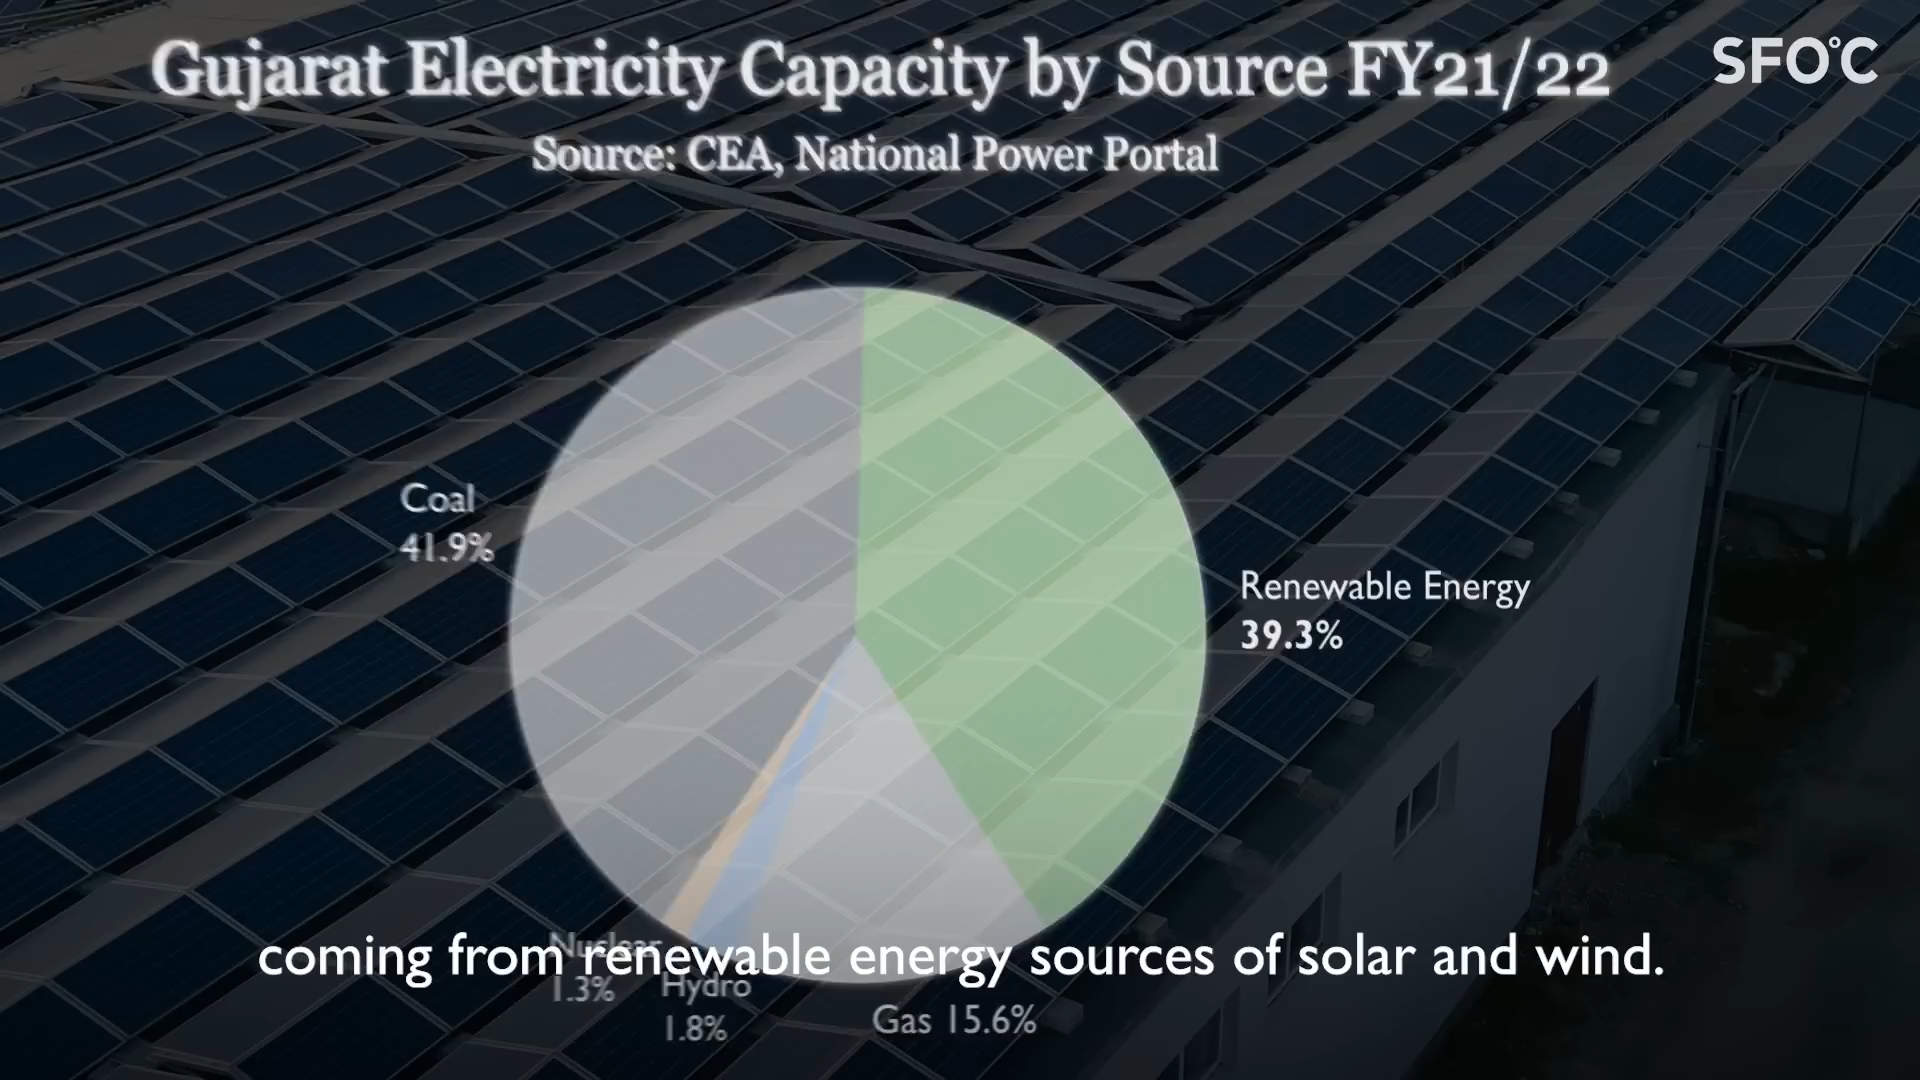 Gujarat Electricity Capacity by Source FY21/22
SFO°C
Source: CEA, National Power Portal
Coal
41.9%
Renewable Energy
39.3%
Nuclear
1.3%
Hydro
1.8%
Gas 15.6%
coming from renewable energy sources of solar and wind.